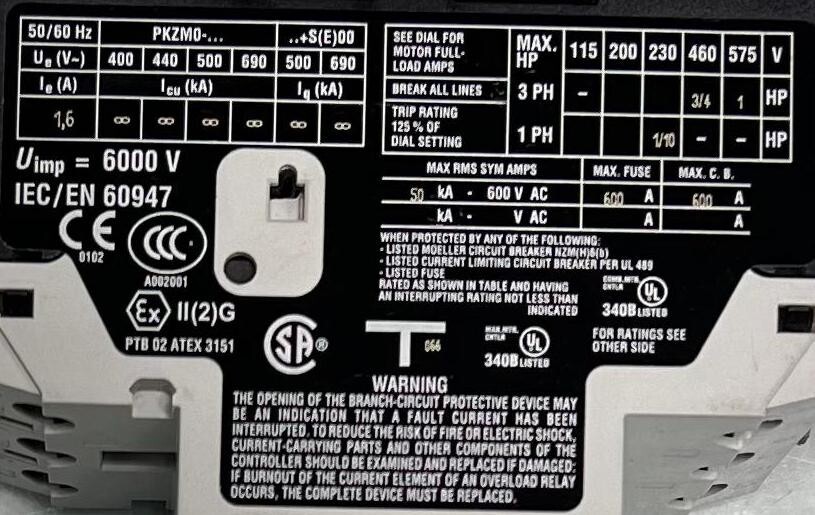 50/60 Hz PKZM0-... ..+S(E)00
Ue (V~) 400 440 500 690 500 690
Ie (A) Icu (kA) Iq (kA)
1,6 ∞ ∞ ∞ ∞ ∞ ∞
Uimp = 6000 V
IEC/EN 60947
CE
0102
CCC
A002001
Ex II(2)G
PTB 02 ATEX 3151
SEE DIAL FOR
MOTOR FULL-
LOAD AMPS
MAX.
HP
115 200 230 460 575 V
BREAK ALL LINES 3 PH - 3/4 1 HP
TRIP RATING
125 % OF
DIAL SETTING
1 PH 1/10 - - HP
MAX RMS SYM AMPS MAX. FUSE MAX. C. B.
50 kA - 600 V AC 600 A 600 A
kA - V AC A A
WHEN PROTECTED BY ANY OF THE FOLLOWING:
- LISTED MOELLER CIRCUIT BREAKER NZM(H)6(b)
- LISTED CURRENT LIMITING CIRCUIT BREAKER PER UL 489
- LISTED FUSE
RATED AS SHOWN IN TABLE AND HAVING
AN INTERRUPTING RATING NOT LESS THAN
INDICATED
UL
340B LISTED
SA®
T 066
MAN. MTR.
CNTLR
UL
340B LISTED
FOR RATINGS SEE
OTHER SIDE
WARNING
THE OPENING OF THE BRANCH-CIRCUIT PROTECTIVE DEVICE MAY
BE AN INDICATION THAT A FAULT CURRENT HAS BEEN
INTERRUPTED. TO REDUCE THE RISK OF FIRE OR ELECTRIC SHOCK,
CURRENT-CARRYING PARTS AND OTHER COMPONENTS OF THE
CONTROLLER SHOULD BE EXAMINED AND REPLACED IF DAMAGED.
IF BURNOUT OF THE CURRENT ELEMENT OF AN OVERLOAD RELAY
OCCURS, THE COMPLETE DEVICE MUST BE REPLACED.